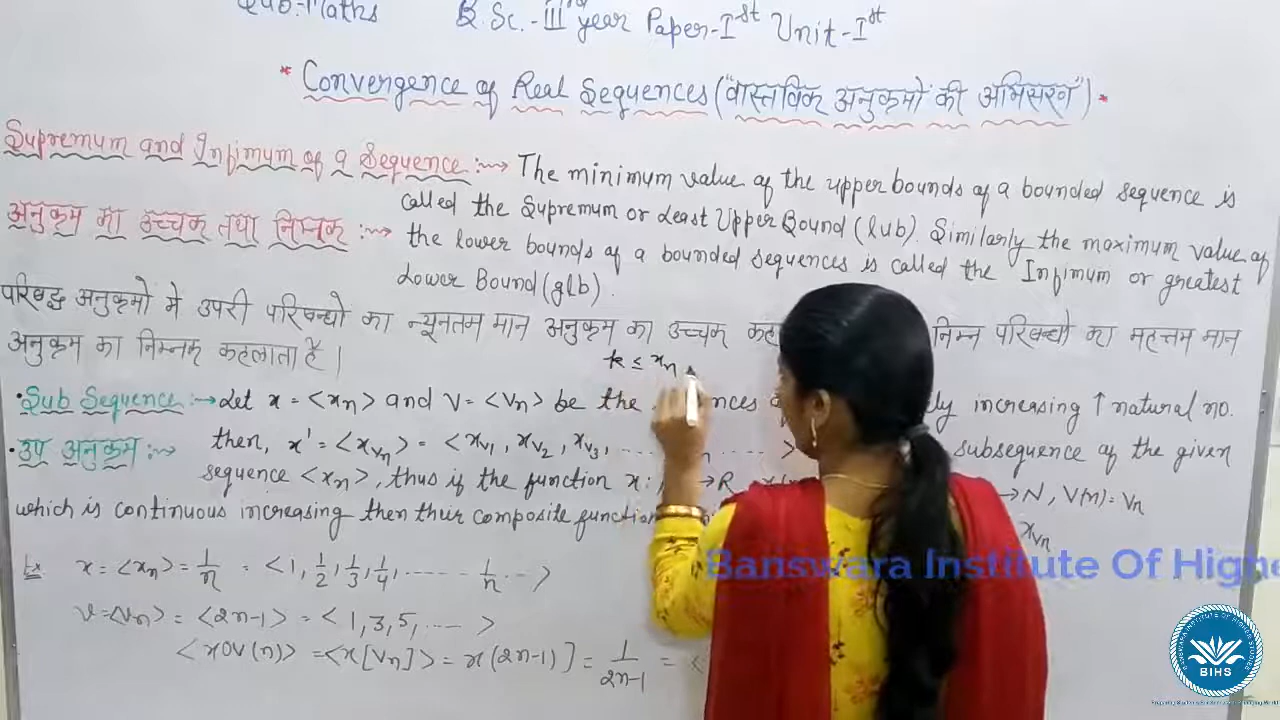 Sub:- Maths B.Sc.-IIIrd year Paper-Ist Unit-Ist
* Convergence of Real Sequences ("वास्तविक अनुक्रमो की अभिसरण") *
Supremum and Infimum of a Sequence :⇝ The minimum value of the upper bounds of a bounded sequence is
called the Supremum or Least Upper Bound (lub). Similarly the maximum value of
अनुक्रम का उच्चक तथा निम्नक :⇝ the lower bounds of a bounded sequences is called the Infimum or greatest
Lower Bound (glb).
परिबद्ध अनुक्रमो मे उपरी परिबन्धो का न्यूनतम मान अनुक्रम का उच्चक निम्न परिबन्धो का महत्तम मान
अनुक्रम का निम्नक कहलाता है |
k ≤ xn
• Sub Sequence :→ Let x = <xn> and V = <Vn> be the increasing ↑ natural no.
• उप अनुक्रम :⇝ then, x' = <xVn> = <xV1, xV2, xV3, ...... ....> subsequence of the given
sequence <xn>, thus if the function x: →R →N, V(n)=Vn
which is continuous increasing then their composite function xVn
Ex x = <xn> = 1/n = <1, 1/2, 1/3, 1/4, ...... 1/n ..>
V = <Vn> = <2n-1> = <1, 3, 5, .... >
<xoV(n)> = <x[Vn]> = x(2n-1)] = 1/2n-1 = <
Banswara Institute Of Highe
BIHS